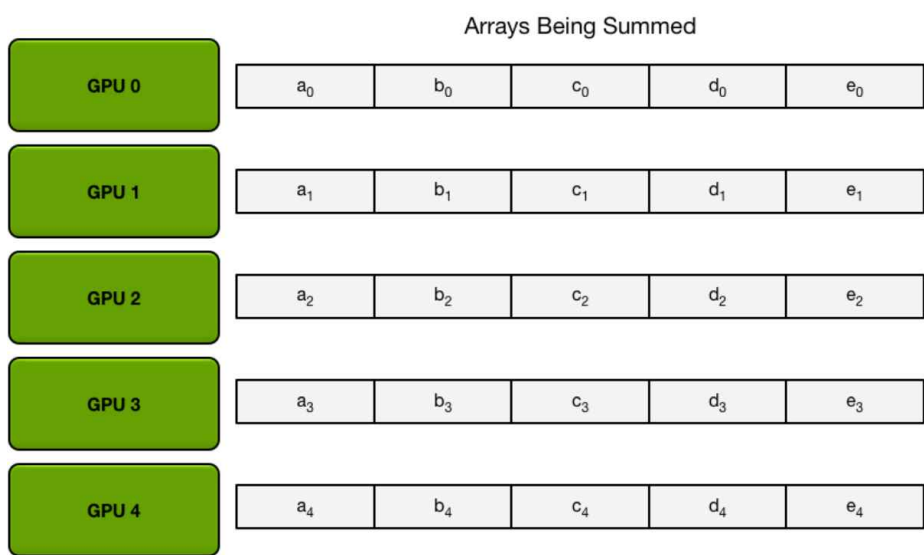 Arrays Being Summed
GPU 0 a₀ b₀ c₀ d₀ e₀
GPU 1 a₁ b₁ c₁ d₁ e₁
GPU 2 a₂ b₂ c₂ d₂ e₂
GPU 3 a₃ b₃ c₃ d₃ e₃
GPU 4 a₄ b₄ c₄ d₄ e₄